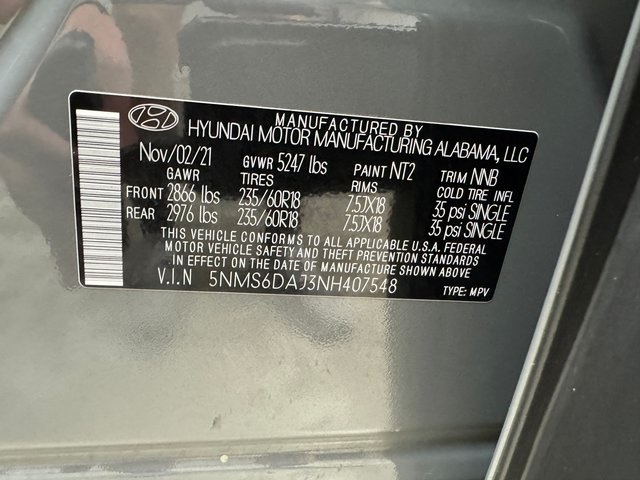 MANUFACTURED BY
HYUNDAI MOTOR MANUFACTURING ALABAMA, LLC
Nov/02/21 GVWR 5247 lbs PAINT NT2 TRIM NNB
GAWR TIRES RIMS COLD TIRE INFL
FRONT 2866 lbs 235/60R18 7.5JX18 35 psi SINGLE
REAR 2976 lbs 235/60R18 7.5JX18 35 psi SINGLE
THIS VEHICLE CONFORMS TO ALL APPLICABLE U.S.A. FEDERAL
MOTOR VEHICLE SAFETY AND THEFT PREVENTION STANDARDS
IN EFFECT ON THE DATE OF MANUFACTURE SHOWN ABOVE
V.I.N 5NMS6DAJ3NH407548 TYPE: MPV